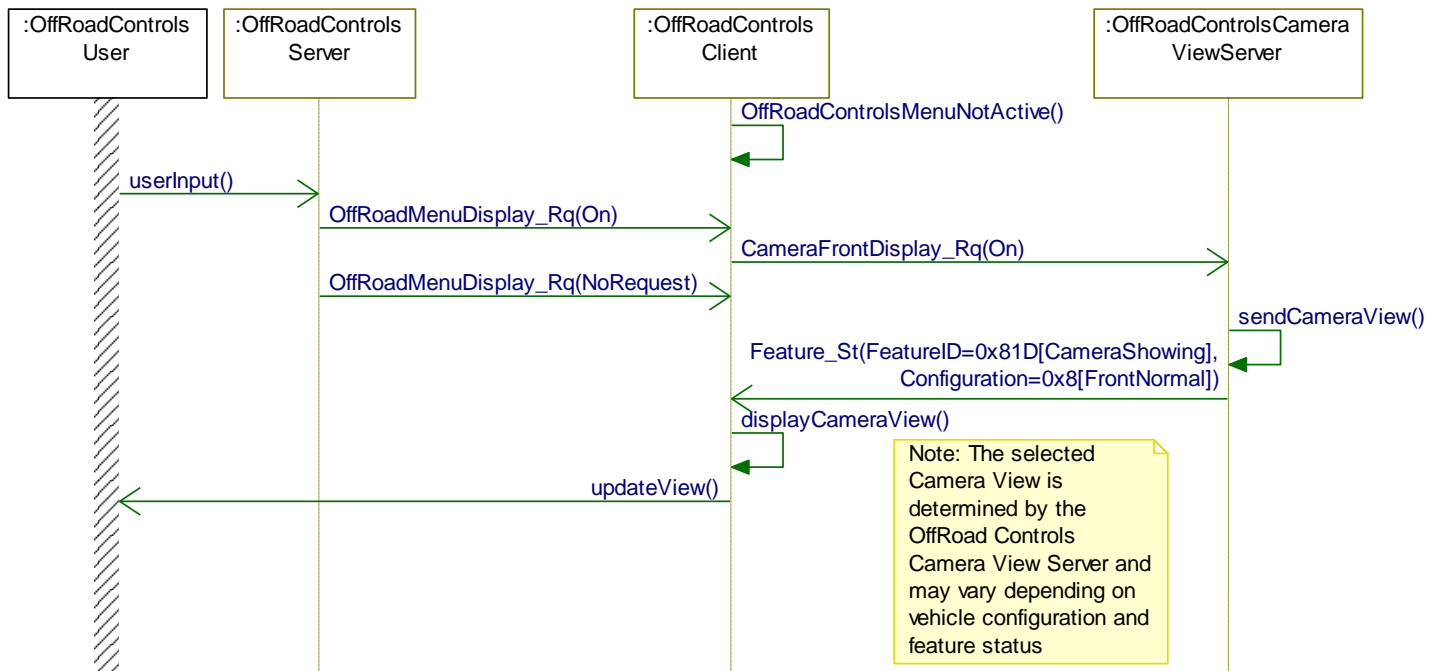 :OffRoadControls
User
:OffRoadControls
Server
:OffRoadControls
Client
:OffRoadControlsCamera
ViewServer
OffRoadControlsMenuNotActive()
userInput()
OffRoadMenuDisplay_Rq(On)
CameraFrontDisplay_Rq(On)
OffRoadMenuDisplay_Rq(NoRequest)
sendCameraView()
Feature_St(FeatureID=0x81D[CameraShowing],
Configuration=0x8[FrontNormal])
displayCameraView()
updateView()
Note: The selected
Camera View is
determined by the
OffRoad Controls
Camera View Server and
may vary depending on
vehicle configuration and
feature status